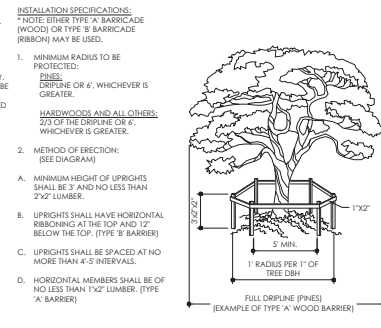 INSTALLATION SPECIFICATIONS:
* NOTE: EITHER TYPE 'A' BARRICADE
(WOOD) OR TYPE 'B' BARRICADE
(RIBBON) MAY BE USED.
1. MINIMUM RADIUS TO BE
PROTECTED:
PINES:
DRIPLINE OR 6', WHICHEVER IS
GREATER.
HARDWOODS AND ALL OTHERS:
2/3 OF THE DRIPLINE OR 6',
WHICHEVER IS GREATER.
2. METHOD OF ERECTION:
(SEE DIAGRAM)
A. MINIMUM HEIGHT OF UPRIGHTS
SHALL BE 3' AND NO LESS THAN
2"x2" LUMBER.
B. UPRIGHTS SHALL HAVE HORIZONTAL
RIBBONING AT THE TOP AND 12"
BELOW THE TOP. (TYPE 'B' BARRIER)
C. UPRIGHTS SHALL BE SPACED AT NO
MORE THAN 4'-5' INTERVALS.
D. HORIZONTAL MEMBERS SHALL BE OF
NO LESS THAN 1"x2" LUMBER. (TYPE
'A' BARRIER)
Y.
BE
ED
3'x2"x2"
1"X2"
5' MIN.
1' RADIUS PER 1" OF
TREE DBH
FULL DRIPLINE (PINES)
(EXAMPLE OF TYPE 'A' WOOD BARRIER)